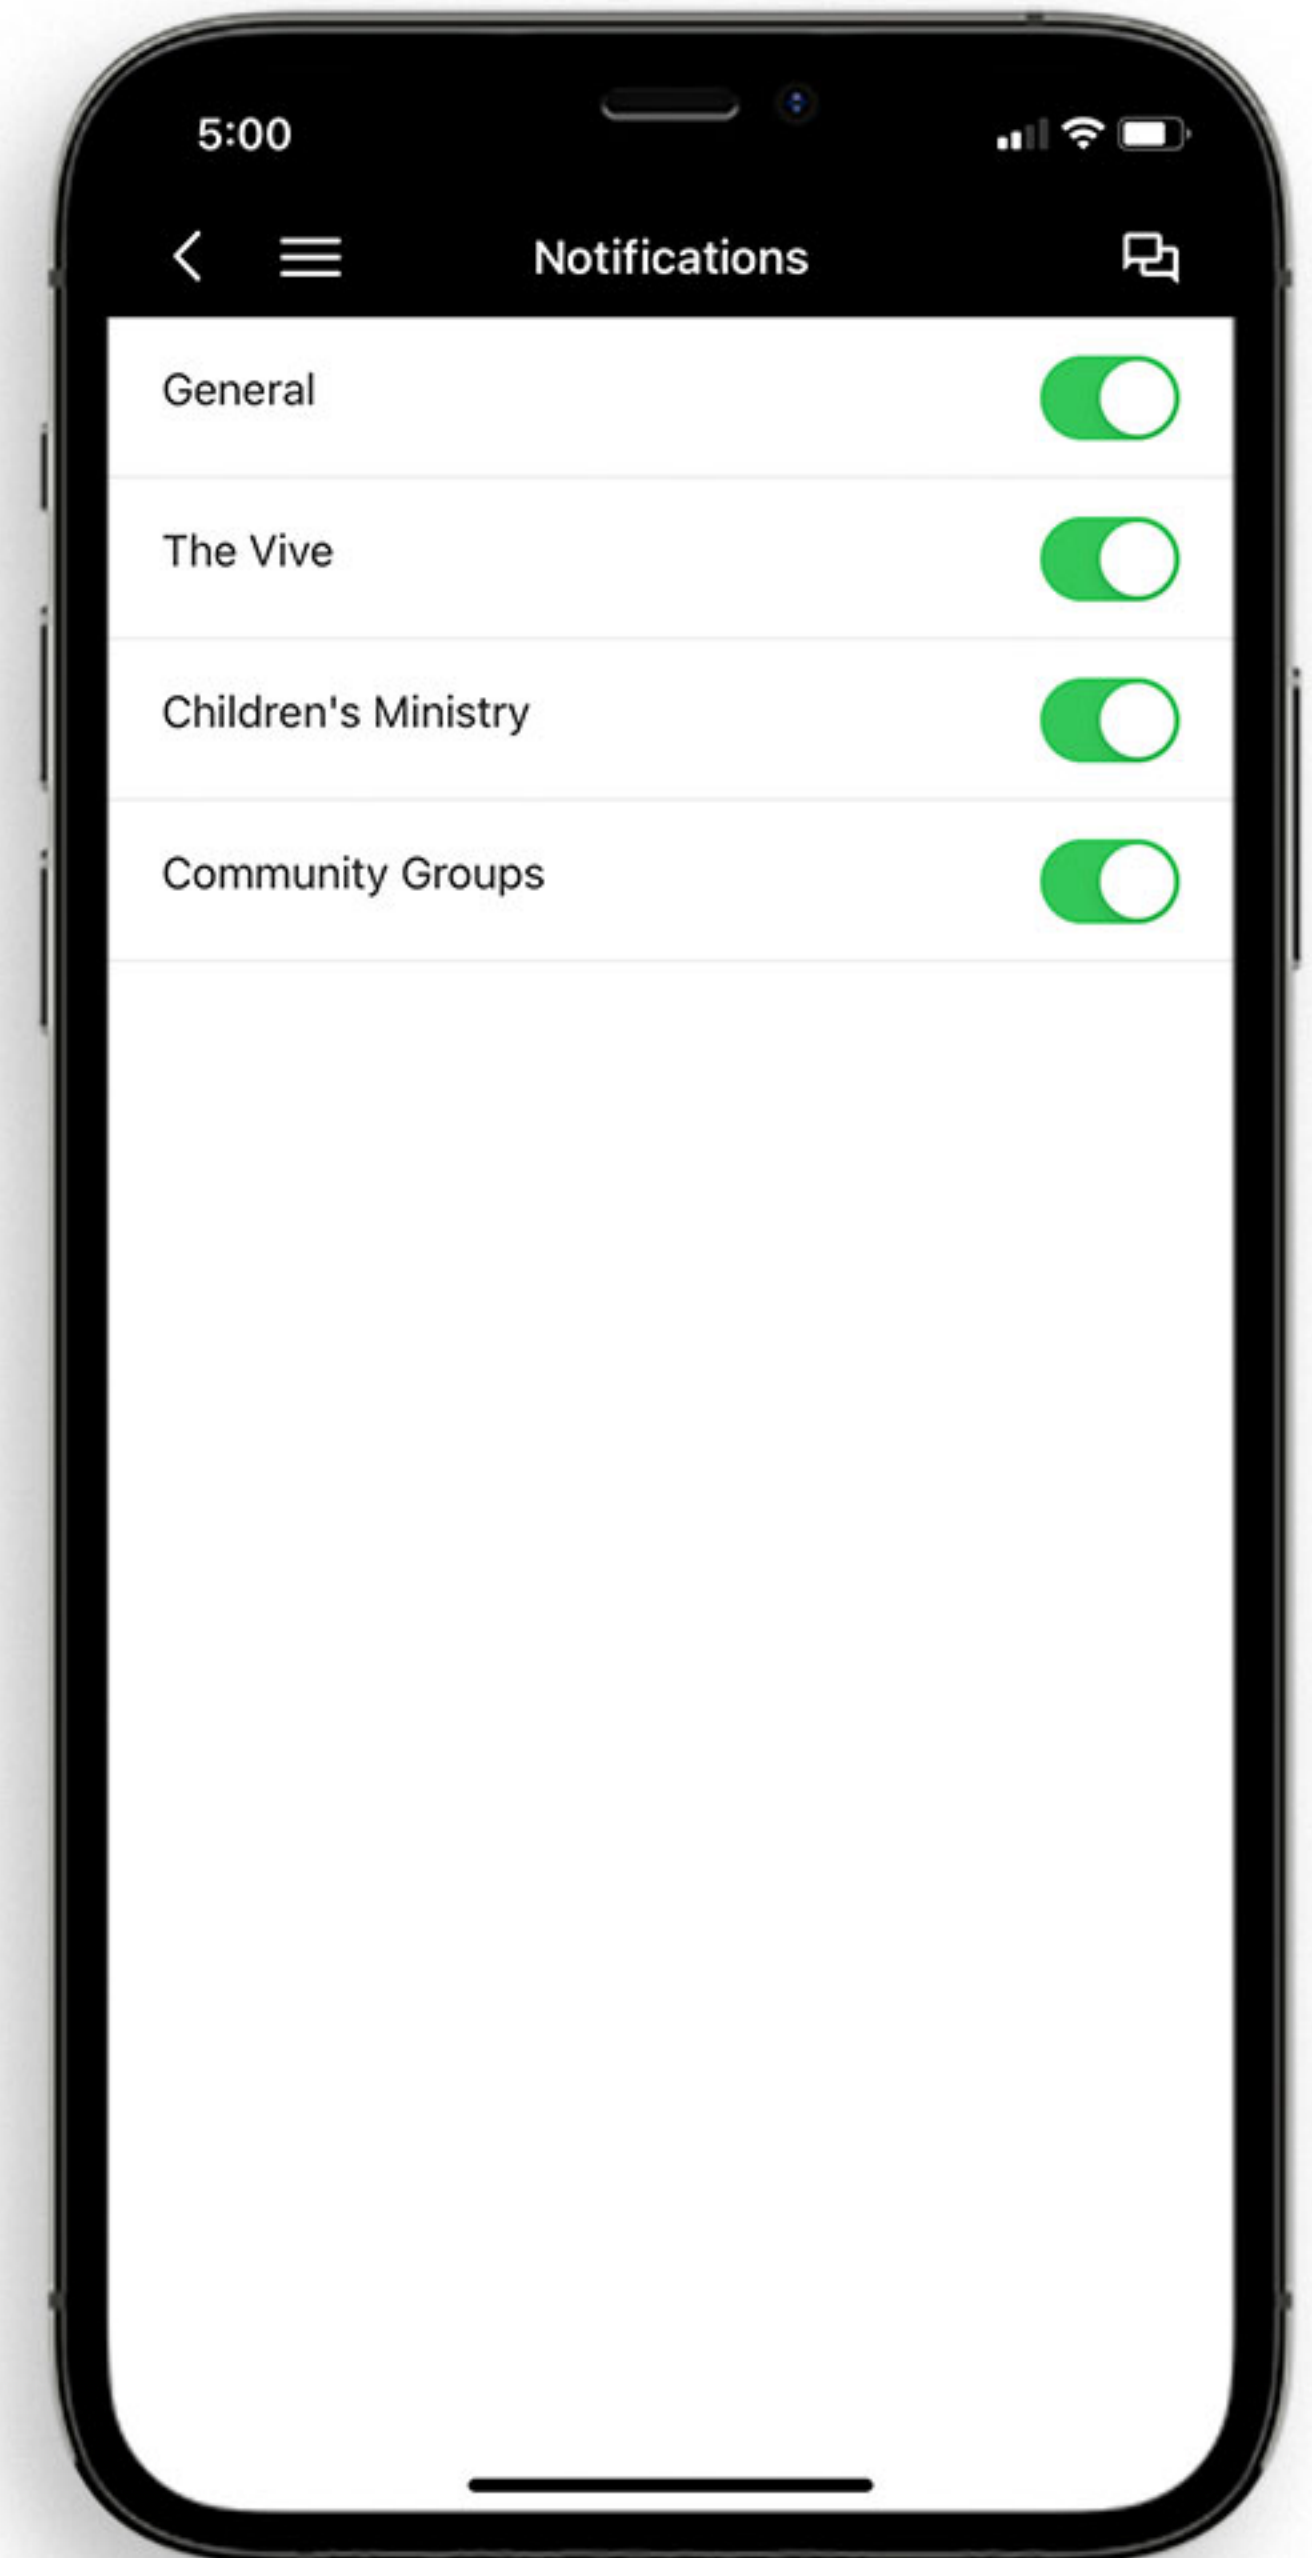 5:00
Notifications
General
The Vive
Children's Ministry
Community Groups